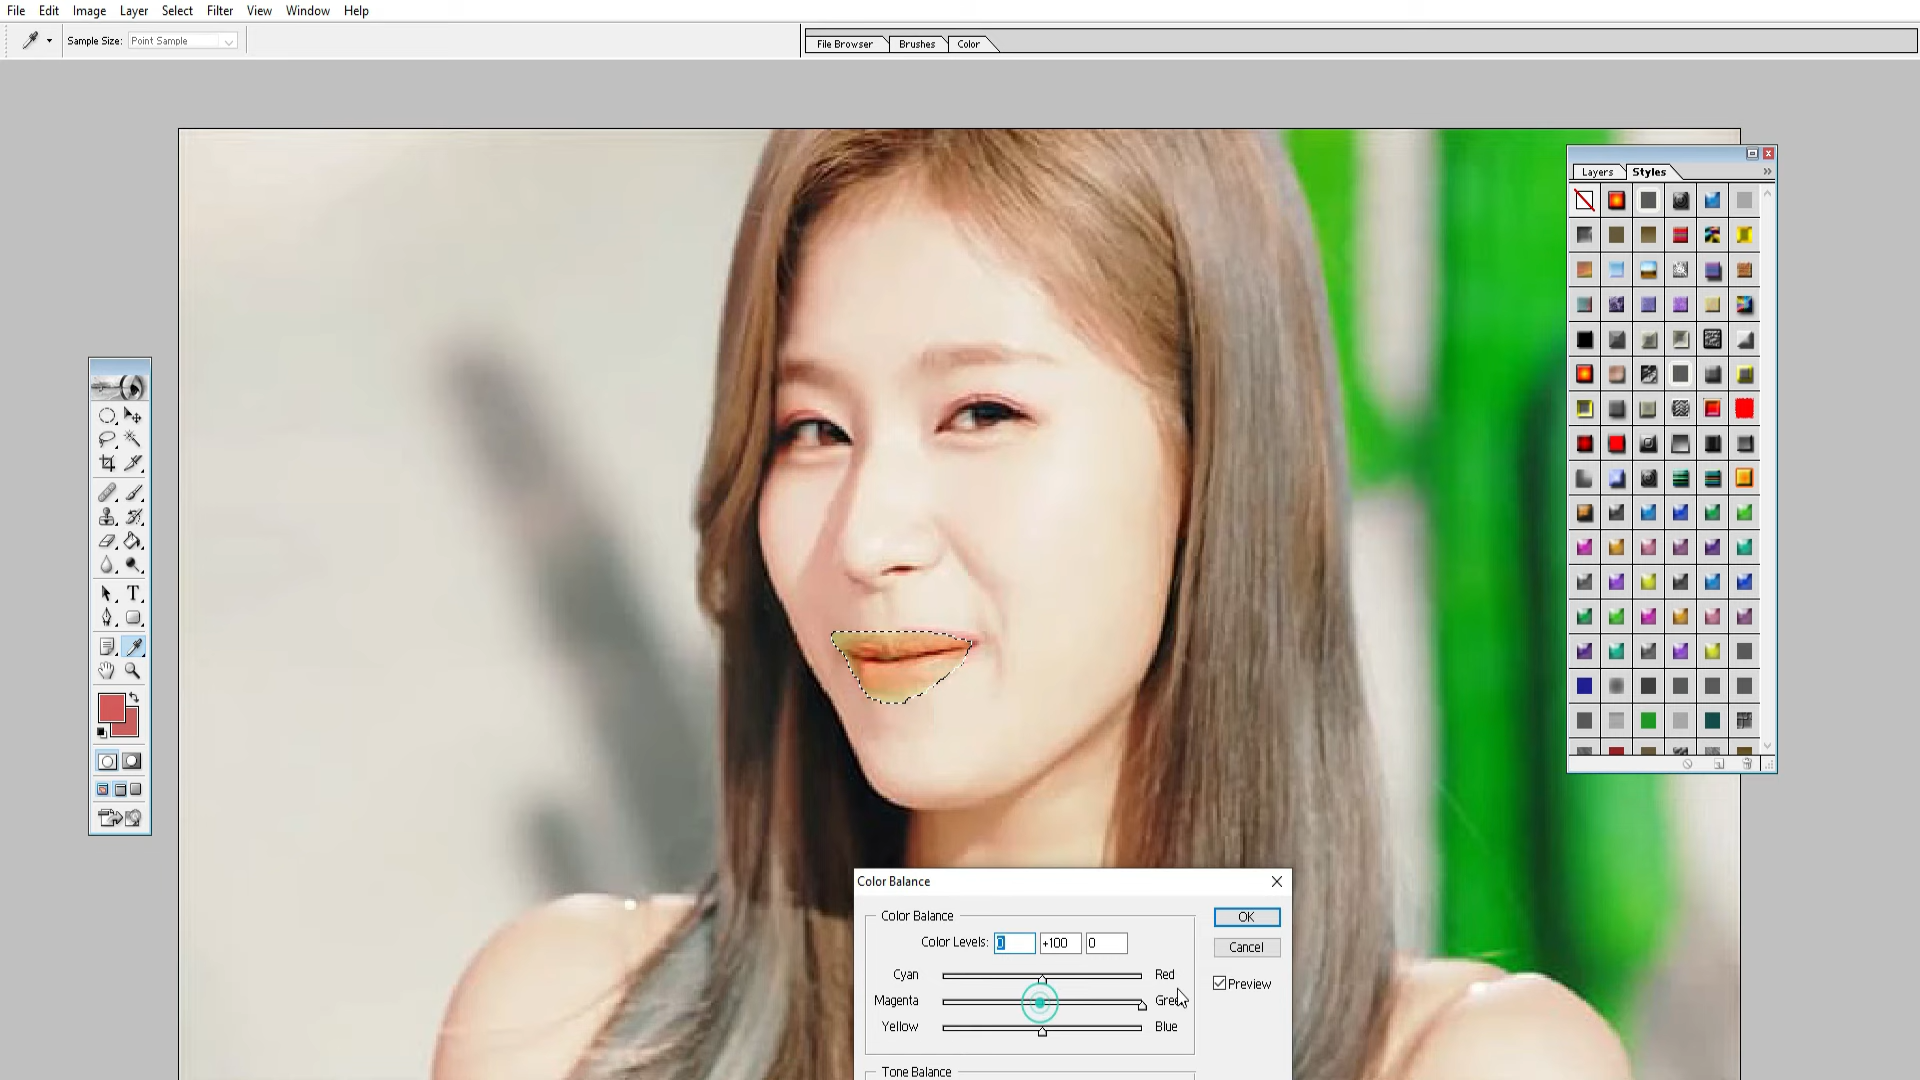 File Edit Image Layer Select Filter View Window Help
Sample Size: Point Sample
File Browser Brushes Color
Layers Styles
T
Color Balance
Color Balance
Color Levels: 0 +100 0
Cyan Red
Magenta
Yellow Blue
OK
Cancel
Preview
Tone Balance